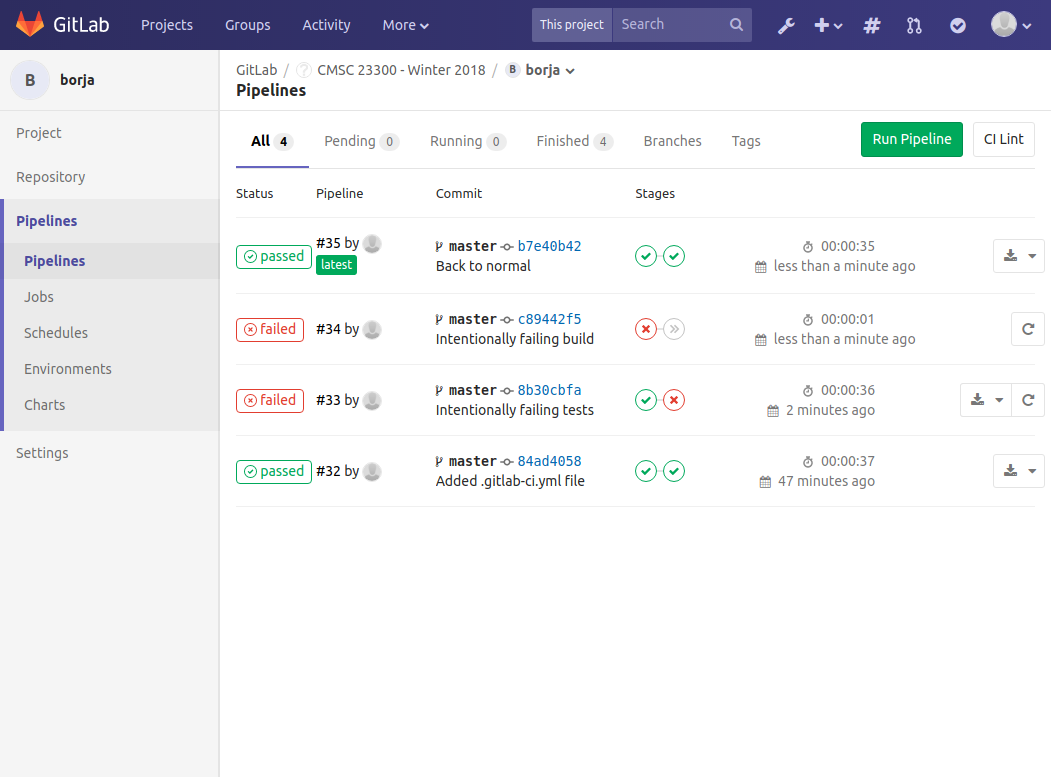 GitLab Projects Groups Activity More This project Search
B borja
GitLab / CMSC 23300 - Winter 2018 / B borja
Pipelines
Project
Repository
Pipelines
Pipelines
Jobs
Schedules
Environments
Charts
Settings
All 4 Pending 0 Running 0 Finished 4 Branches Tags Run Pipeline CI Lint
Status Pipeline Commit Stages
passed #35 by latest
master b7e40b42
Back to normal
00:00:35
less than a minute ago
failed #34 by
master c89442f5
Intentionally failing build
00:00:01
less than a minute ago
failed #33 by
master 8b30cbfa
Intentionally failing tests
00:00:36
2 minutes ago
passed #32 by
master 84ad4058
Added .gitlab-ci.yml file
00:00:37
47 minutes ago